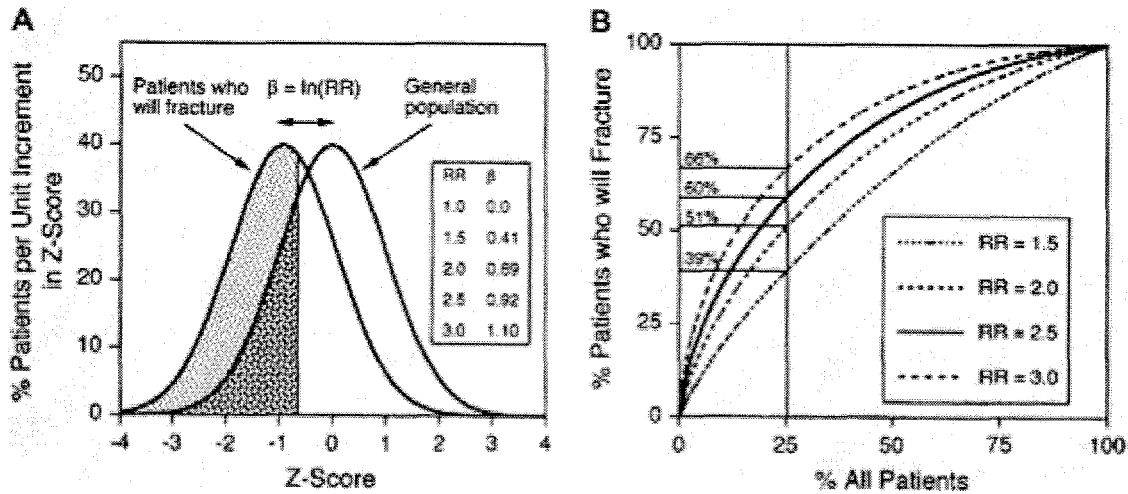 A
% Patients per Unit Increment
in Z-Score
50
40
30
20
10
0
Patients who
will fracture
β = ln(RR)
General
population
RR β
1.0 0.0
1.5 0.41
2.0 0.69
2.5 0.92
3.0 1.10
-4 -3 -2 -1 0 1 2 3 4
Z-Score
B
% Patients who will Fracture
100
75
50
25
0
66%
60%
51%
39%
RR = 1.5
RR = 2.0
RR = 2.5
RR = 3.0
0 25 50 75 100
% All Patients